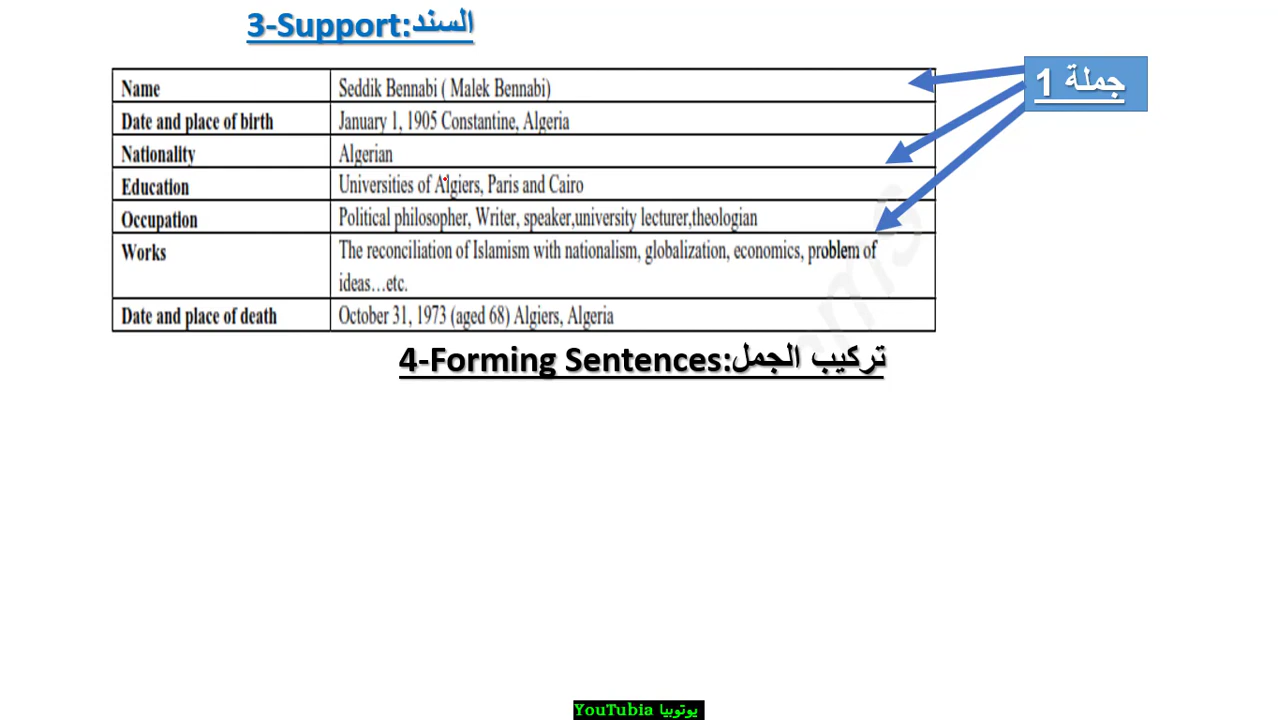 3-Support:السند
جملة 1
Name Seddik Bennabi ( Malek Bennabi)
Date and place of birth January 1, 1905 Constantine, Algeria
Nationality Algerian
Education Universities of Algiers, Paris and Cairo
Occupation Political philosopher, Writer, speaker,university lecturer,theologian
Works The reconciliation of Islamism with nationalism, globalization, economics, problem of
ideas…etc.
Date and place of death October 31, 1973 (aged 68) Algiers, Algeria
4-Forming Sentences:تركيب الجمل
YouTubia يوتوبيا